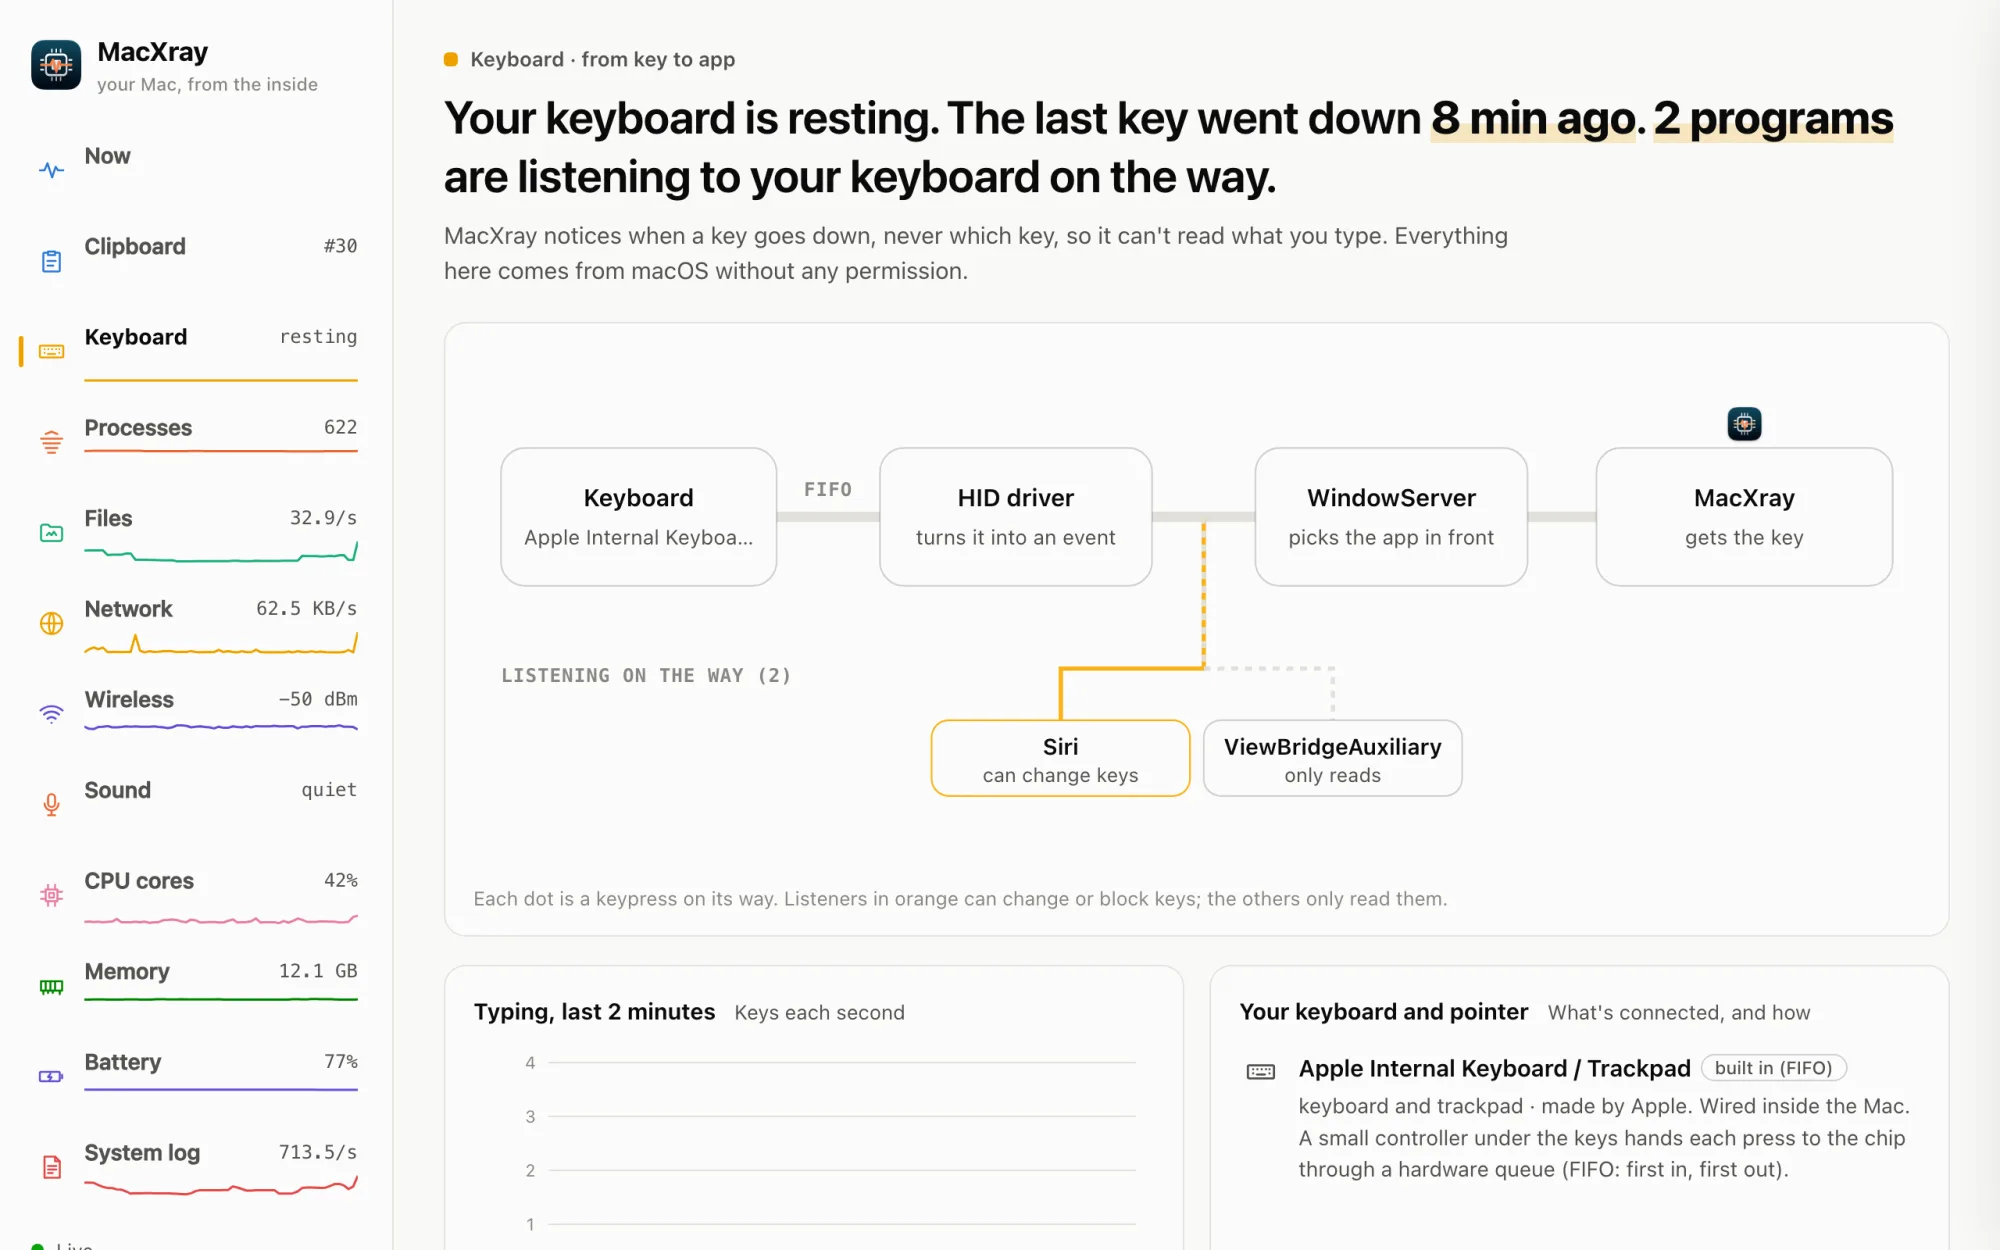 MacXray
your Mac, from the inside
Now
Clipboard #30
Keyboard resting
Processes 622
Files 32.9/s
Network 62.5 KB/s
Wireless −50 dBm
Sound quiet
CPU cores 42%
Memory 12.1 GB
Battery 77%
System log 713.5/s
Live
Keyboard · from key to app
Your keyboard is resting. The last key went down 8 min ago. 2 programs
are listening to your keyboard on the way.
MacXray notices when a key goes down, never which key, so it can't read what you type. Everything
here comes from macOS without any permission.
Keyboard
Apple Internal Keyboa...
FIFO
HID driver
turns it into an event
WindowServer
picks the app in front
MacXray
gets the key
LISTENING ON THE WAY (2)
Siri
can change keys
ViewBridgeAuxiliary
only reads
Each dot is a keypress on its way. Listeners in orange can change or block keys; the others only read them.
Typing, last 2 minutes Keys each second
4
3
2
1
Your keyboard and pointer What's connected, and how
Apple Internal Keyboard / Trackpad built in (FIFO)
keyboard and trackpad · made by Apple. Wired inside the Mac.
A small controller under the keys hands each press to the chip
through a hardware queue (FIFO: first in, first out).